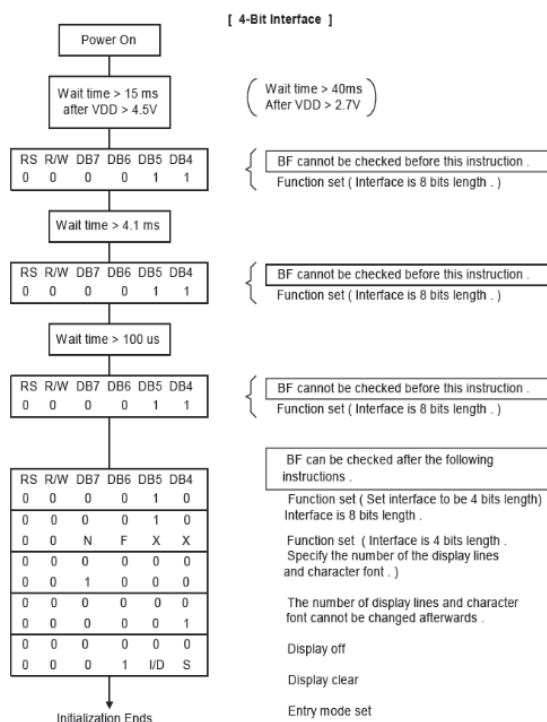 [ 4-Bit Interface ]
Power On
Wait time > 15 ms
after VDD > 4.5V
Wait time > 40ms
After VDD > 2.7V
RS R/W DB7 DB6 DB5 DB4
0 0 0 0 1 1
BF cannot be checked before this instruction .
Function set ( Interface is 8 bits length . )
Wait time > 4.1 ms
RS R/W DB7 DB6 DB5 DB4
0 0 0 0 1 1
BF cannot be checked before this instruction .
Function set ( Interface is 8 bits length . )
Wait time > 100 us
RS R/W DB7 DB6 DB5 DB4
0 0 0 0 1 1
BF cannot be checked before this instruction .
Function set ( Interface is 8 bits length . )
RS R/W DB7 DB6 DB5 DB4
0 0 0 0 1 0
0 0 0 0 1 0
0 0 N F X X
0 0 0 0 0 0
0 0 1 0 0 0
0 0 0 0 0 0
0 0 0 0 0 1
0 0 0 0 0 0
0 0 0 1 I/D S
Initialization Ends
BF can be checked after the following
instructions .
Function set ( Set interface to be 4 bits length)
Interface is 8 bits length .
Function set ( Interface is 4 bits length .
Specify the number of the display lines
and character font . )
The number of display lines and character
font cannot be changed afterwards .
Display off
Display clear
Entry mode set